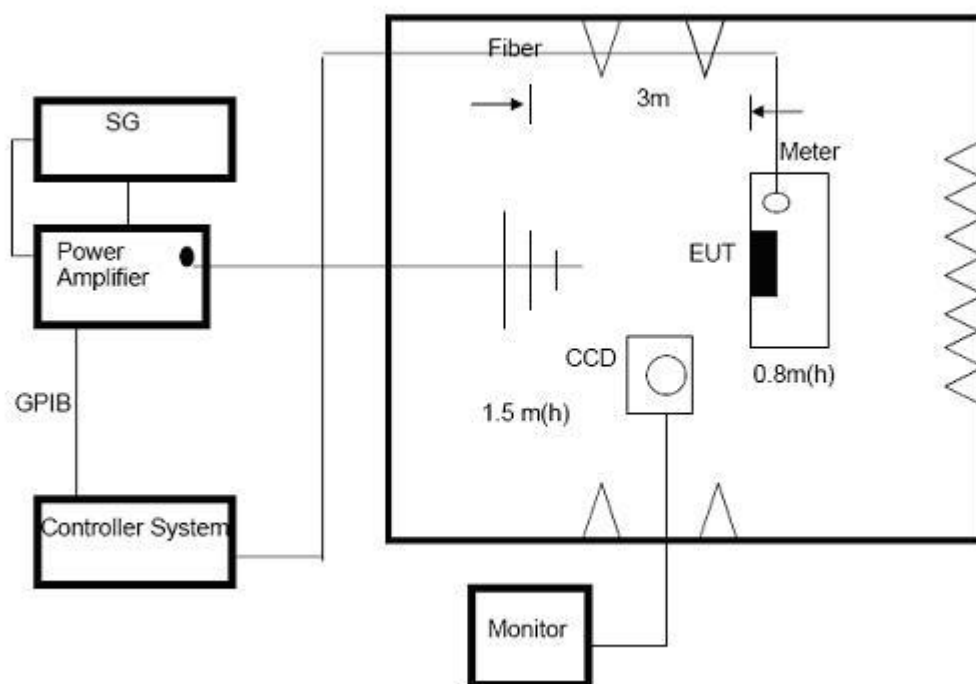 Fiber
3m
SG
Meter
Power
Amplifier
EUT
CCD
0.8m(h)
GPIB
1.5 m(h)
Controller System
Monitor